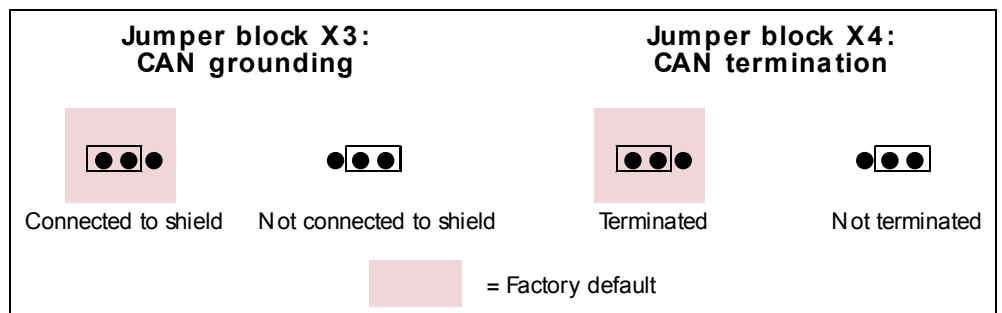 Jumper block X3:
CAN grounding
Jumper block X4:
CAN termination
Connected to shield
Not connected to shield
Terminated
Not terminated
= Factory default